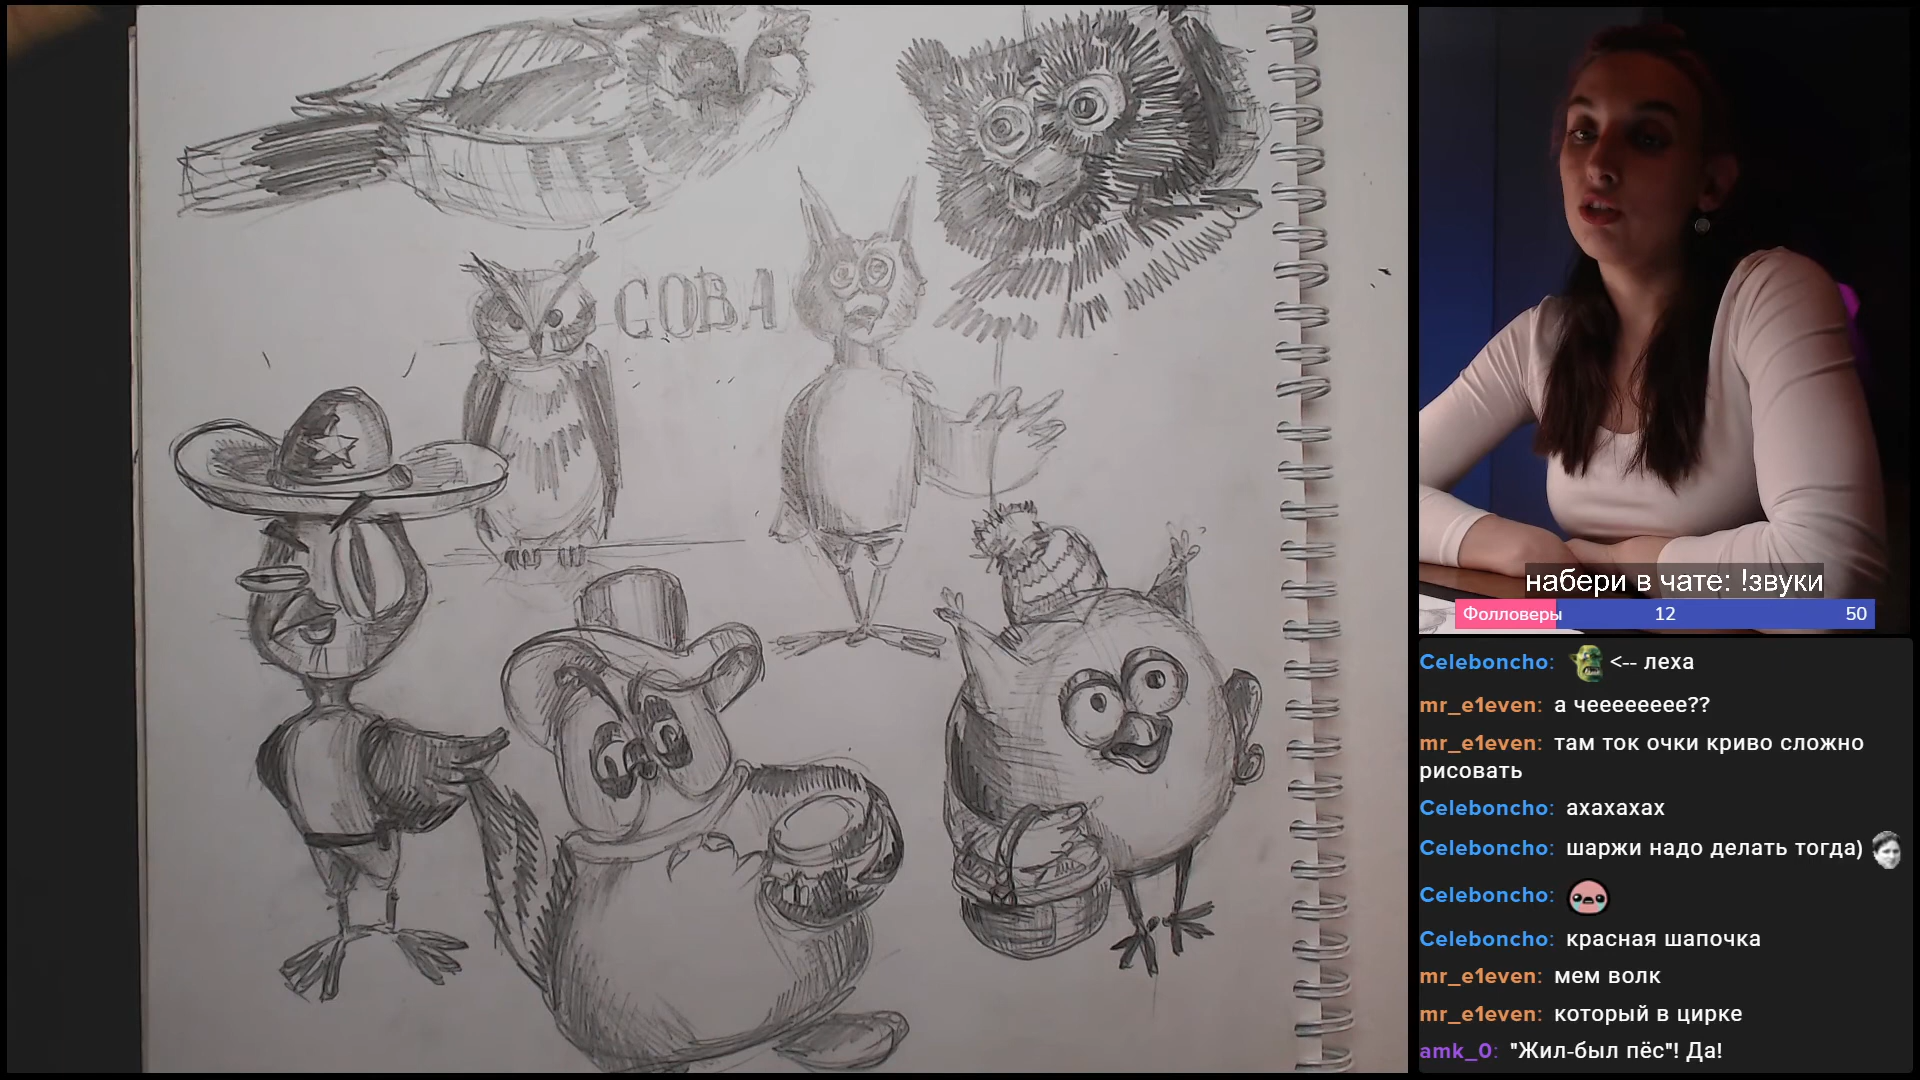 СОВА
набери в чате: !звуки
Фолловеры 12 50
Celeboncho: <-- леха
mr_e1even: а чеееееeee??
mr_e1even: там ток очки криво сложно
рисовать
Celeboncho: ахахахах
Celeboncho: шаржи надо делать тогда)
Celeboncho:
Celeboncho: красная шапочка
mr_e1even: мем волк
mr_e1even: который в цирке
amk_0: "Жил-был пёс"! Да!